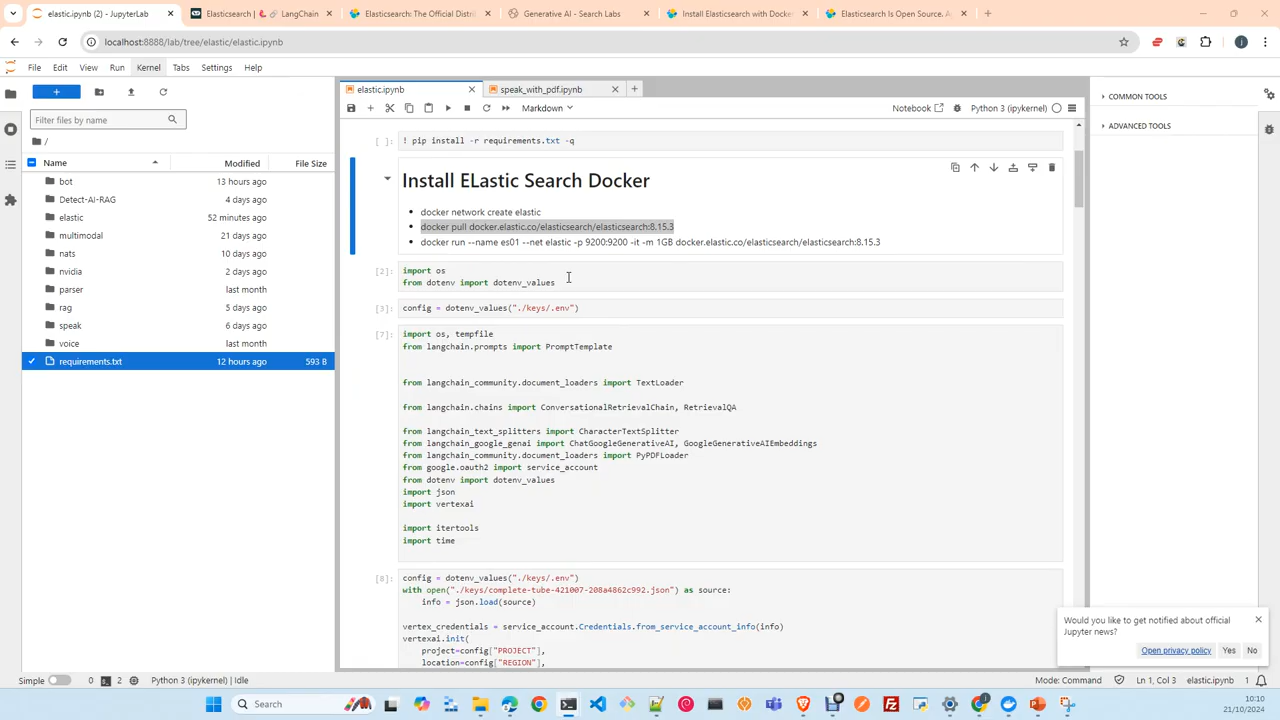 elastic.ipynb (2) - JupyterLab
Elasticsearch | 🦜️🔗 LangChain
Elasticsearch: The Official Distri
Generative AI - Search Labs
Install Elasticsearch with Docke
Elasticsearch Is Open Source. A
localhost:8888/lab/tree/elastic/elastic.ipynb
File Edit View Run Kernel Tabs Settings Help
elastic.ipynb
speak_with_pdf.ipynb
Markdown
Notebook
Python 3 (ipykernel)
Filter files by name
/
Name Modified File Size
bot 13 hours ago
Detect-AI-RAG 4 days ago
elastic 52 minutes ago
multimodal 21 days ago
nats 10 days ago
nvidia 2 days ago
parser last month
rag 5 days ago
speak 6 days ago
voice last month
requirements.txt 12 hours ago 593 B
[ ]: ! pip install -r requirements.txt -q
Install ELastic Search Docker
• docker network create elastic
• docker pull docker.elastic.co/elasticsearch/elasticsearch:8.15.3
• docker run --name es01 --net elastic -p 9200:9200 -it -m 1GB docker.elastic.co/elasticsearch/elasticsearch:8.15.3
[2]: import os
from dotenv import dotenv_values
[3]: config = dotenv_values("./keys/.env")
[7]: import os, tempfile
from langchain.prompts import PromptTemplate
from langchain_community.document_loaders import TextLoader
from langchain.chains import ConversationalRetrievalChain, RetrievalQA
from langchain_text_splitters import CharacterTextSplitter
from langchain_google_genai import ChatGoogleGenerativeAI, GoogleGenerativeAIEmbeddings
from langchain_community.document_loaders import PyPDFLoader
from google.oauth2 import service_account
from dotenv import dotenv_values
import json
import vertexai
import itertools
import time
[8]: config = dotenv_values("./keys/.env")
with open("./keys/complete-tube-421007-208a4862c992.json") as source:
info = json.load(source)
vertex_credentials = service_account.Credentials.from_service_account_info(info)
vertexai.init(
project=config["PROJECT"],
location=config["REGION"],
COMMON TOOLS
ADVANCED TOOLS
Would you like to get notified about official
Jupyter news?
Open privacy policy Yes No
Simple 0 2 Python 3 (ipykernel) | Idle
Mode: Command Ln 1, Col 3 elastic.ipynb 1
Search
10:10
21/10/2024